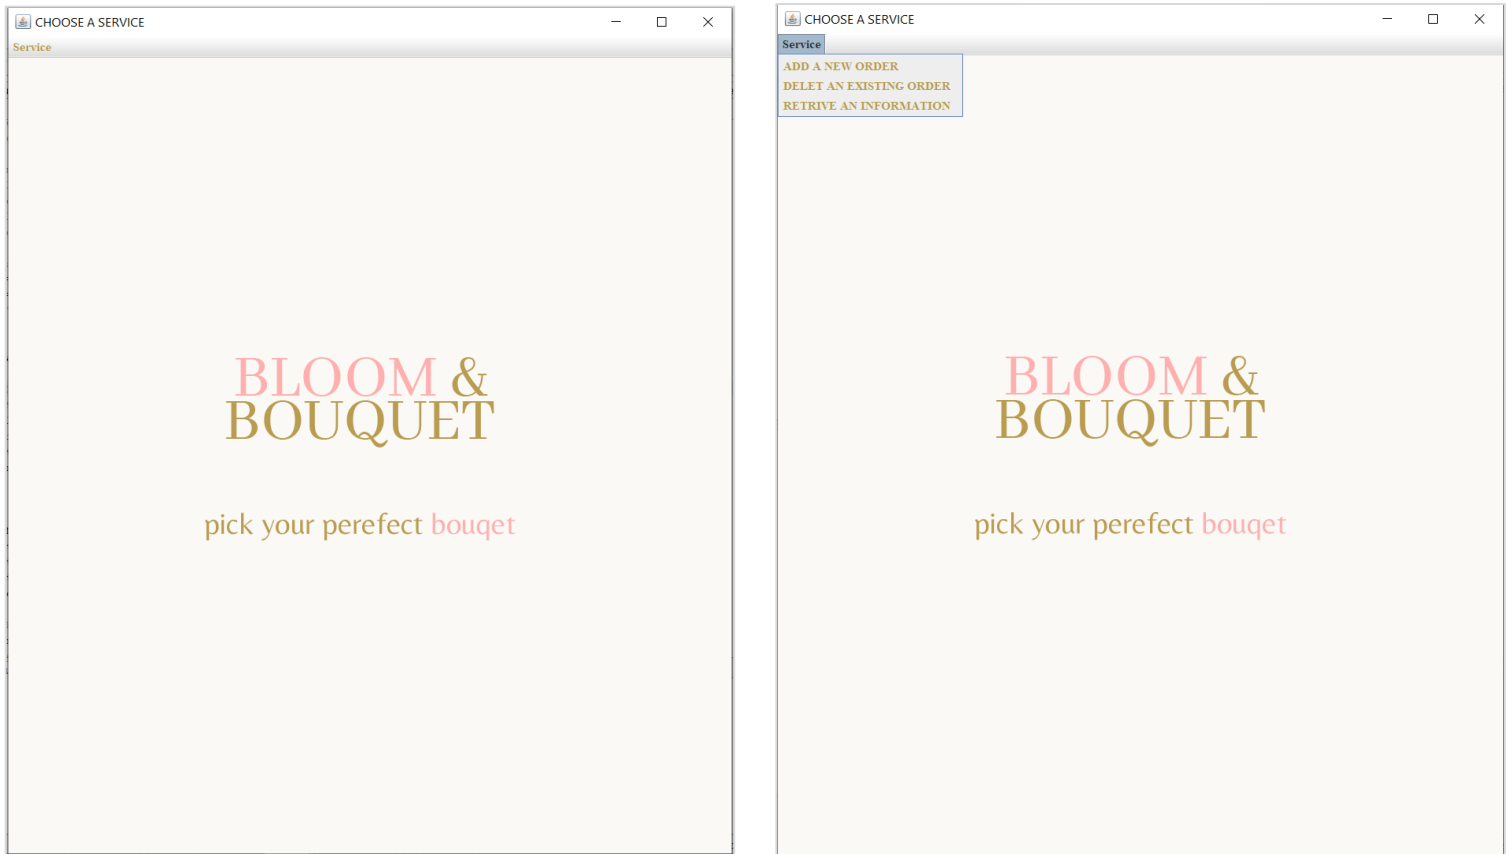 CHOOSE A SERVICE
Service
BLOOM &
BOUQUET
pick your perefect bouqet
CHOOSE A SERVICE
Service
ADD A NEW ORDER
DELET AN EXISTING ORDER
RETRIVE AN INFORMATION
BLOOM &
BOUQUET
pick your perefect bouqet